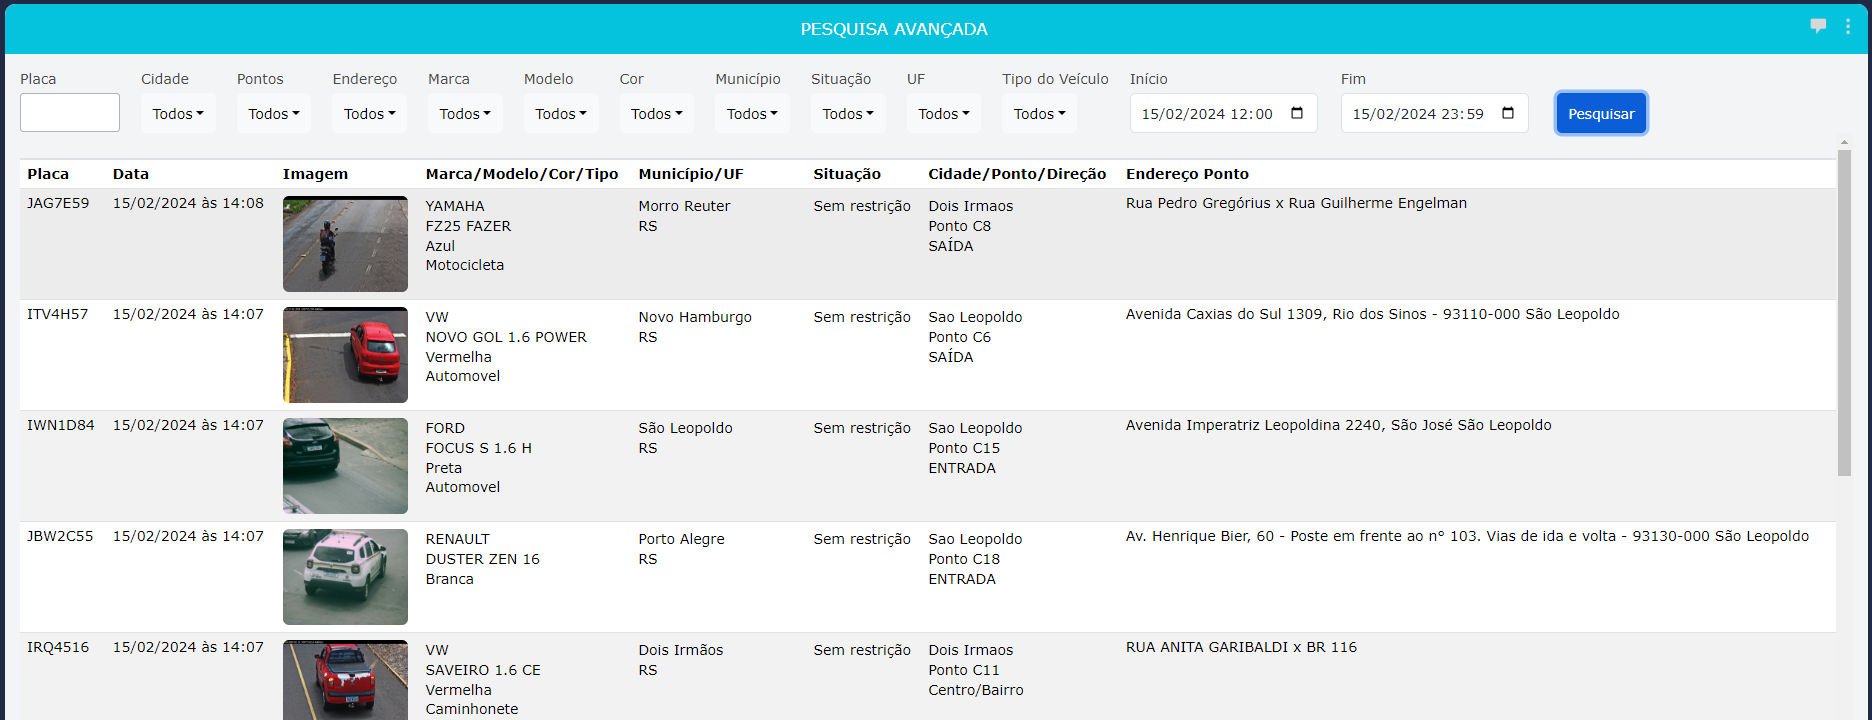 PESQUISA AVANÇADA
Placa Cidade Pontos Endereço Marca Modelo Cor Município Situação UF Tipo do Veículo Início Fim
Todos Todos Todos Todos Todos Todos Todos Todos Todos Todos 15/02/2024 12:00 15/02/2024 23:59 Pesquisar
Placa Data Imagem Marca/Modelo/Cor/Tipo Município/UF Situação Cidade/Ponto/Direção Endereço Ponto
JAG7E59 15/02/2024 às 14:08 YAMAHA Morro Reuter Sem restrição Dois Irmaos Rua Pedro Gregórius x Rua Guilherme Engelman
FZ25 FAZER RS Ponto C8
Azul SAÍDA
Motocicleta
ITV4H57 15/02/2024 às 14:07 VW Novo Hamburgo Sem restrição Sao Leopoldo Avenida Caxias do Sul 1309, Rio dos Sinos - 93110-000 São Leopoldo
NOVO GOL 1.6 POWER RS Ponto C6
Vermelha SAÍDA
Automovel
IWN1D84 15/02/2024 às 14:07 FORD São Leopoldo Sem restrição Sao Leopoldo Avenida Imperatriz Leopoldina 2240, São José São Leopoldo
FOCUS S 1.6 H RS Ponto C15
Preta ENTRADA
Automovel
JBW2C55 15/02/2024 às 14:07 RENAULT Porto Alegre Sem restrição Sao Leopoldo Av. Henrique Bier, 60 - Poste em frente ao nº 103. Vias de ida e volta - 93130-000 São Leopoldo
DUSTER ZEN 16 RS Ponto C18
Branca ENTRADA
IRQ4516 15/02/2024 às 14:07 VW Dois Irmãos Sem restrição Dois Irmaos RUA ANITA GARIBALDI x BR 116
SAVEIRO 1.6 CE RS Ponto C11
Vermelha Centro/Bairro
Caminhonete